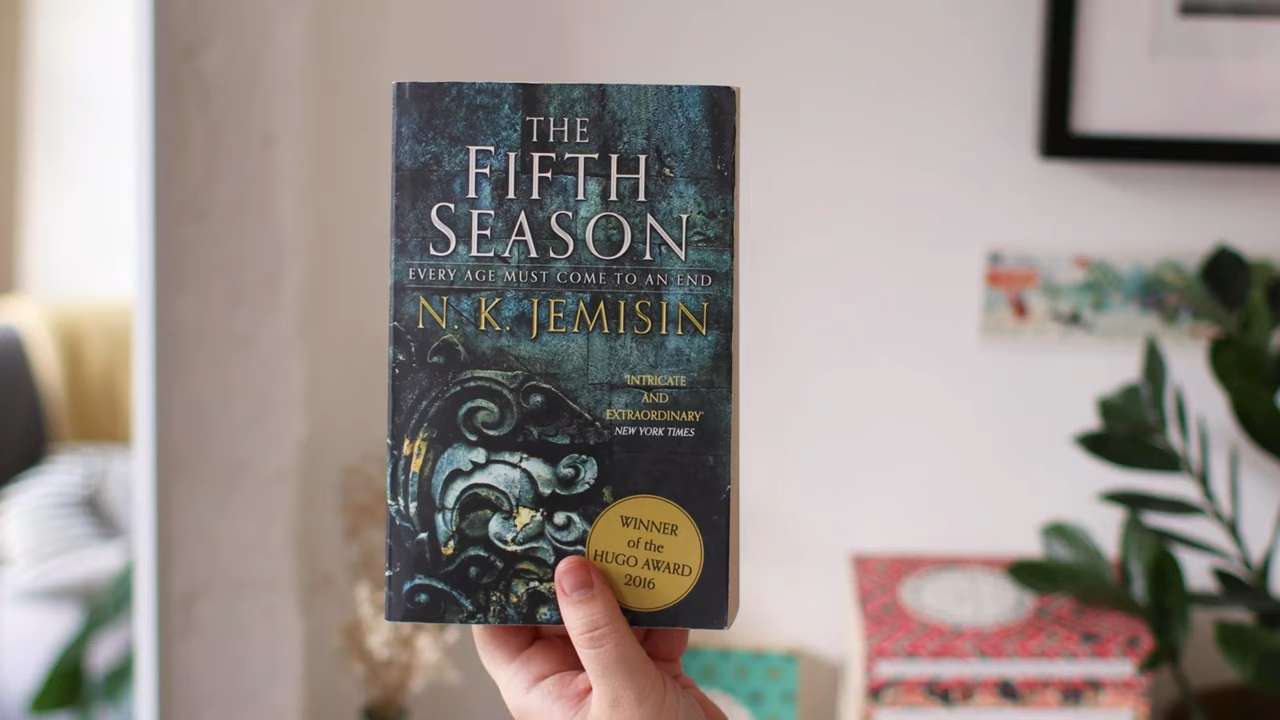 THE
FIFTH
SEASON
EVERY AGE MUST COME TO AN END
N. K. JEMISIN
'INTRICATE
AND
EXTRAORDINARY'
NEW YORK TIMES
WINNER
of the
HUGO AWARD
2016